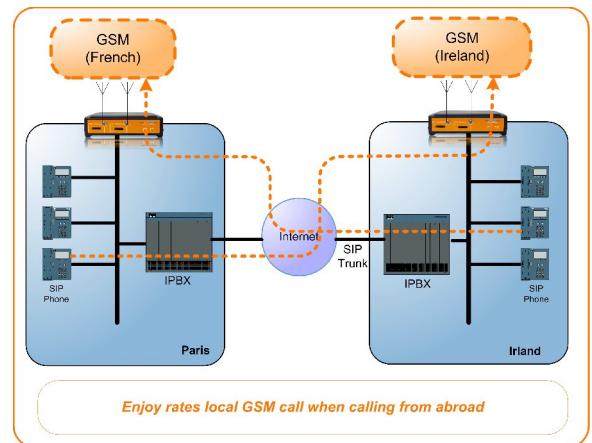 GSM
(French)
GSM
(Ireland)
Internet
SIP
Trunk
IPBX
IPBX
SIP
Phone
SIP
Phone
Paris
Irland
Enjoy rates local GSM call when calling from abroad